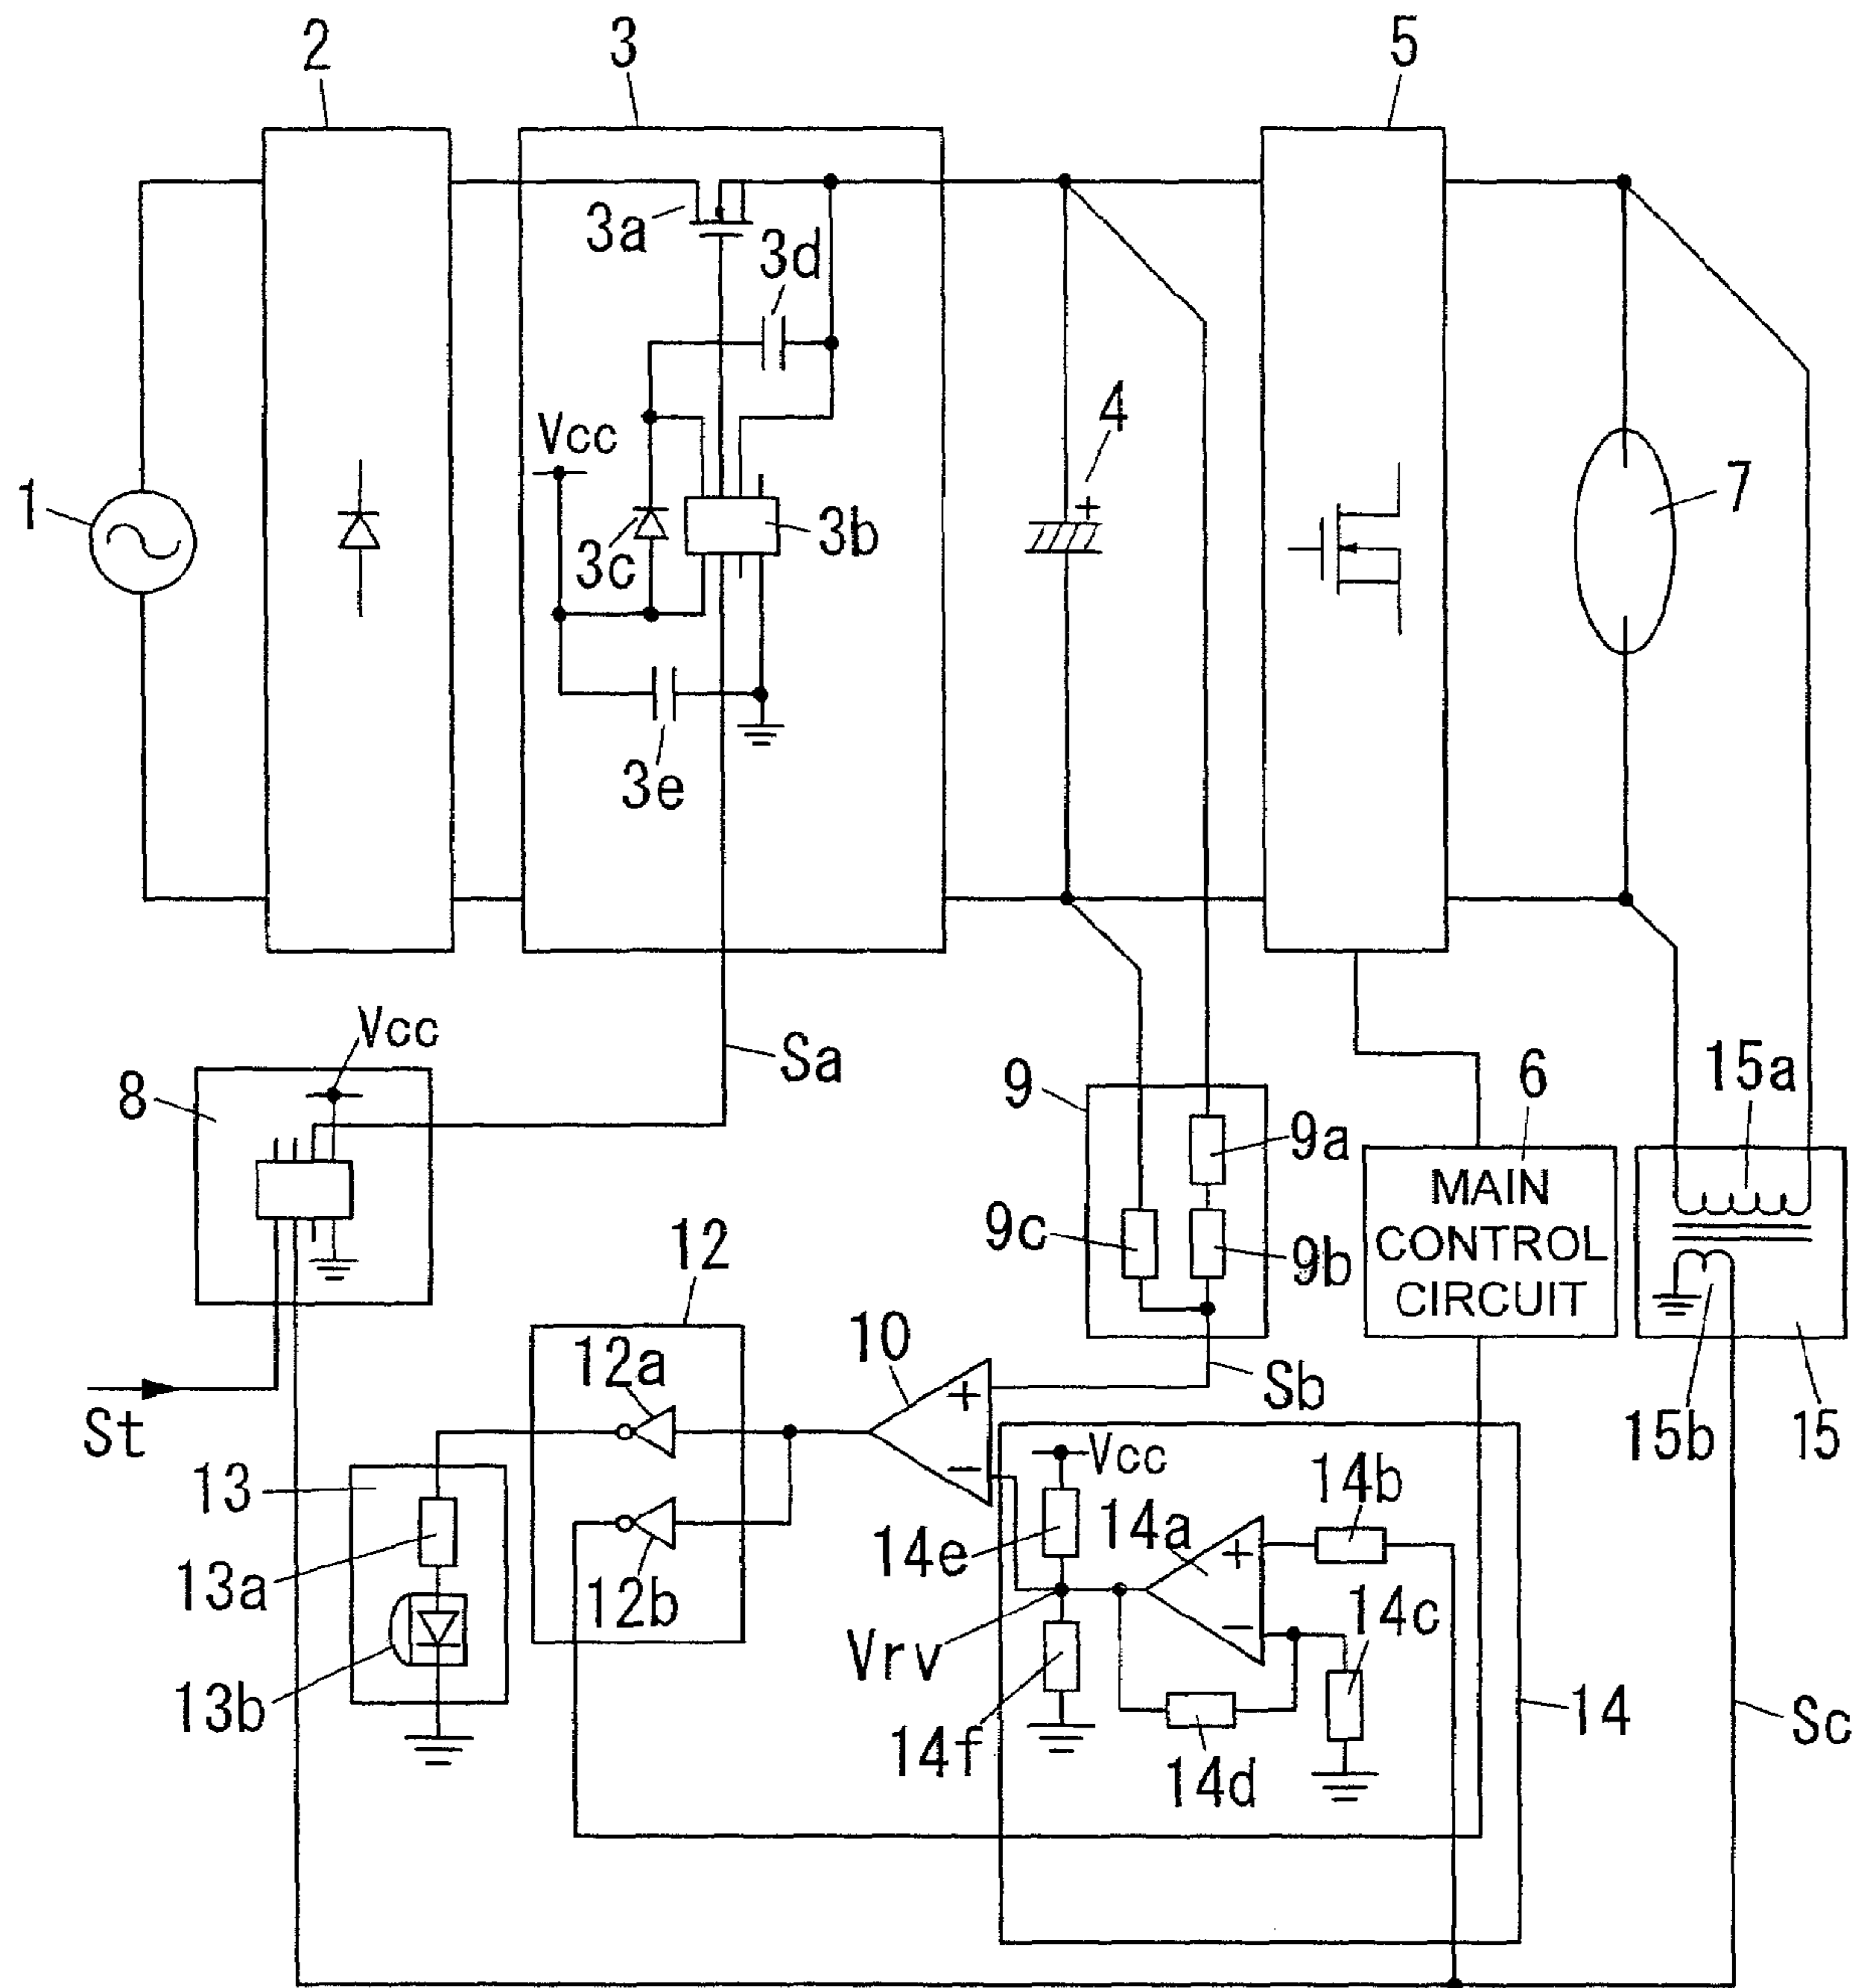 2
3
5
3a
3d
Vcc
4
+
1
3c
3b
7
3e
Vcc
Sa
8
9
9a
6
15a
MAIN
CONTROL
CIRCUIT
9c
9b
12
10
12a
+
Sb
15b
15
St
−
Vcc
13
14b
14e
14a
+
13a
12b
14c
−
Vrv
13b
14f
14d
14
Sc